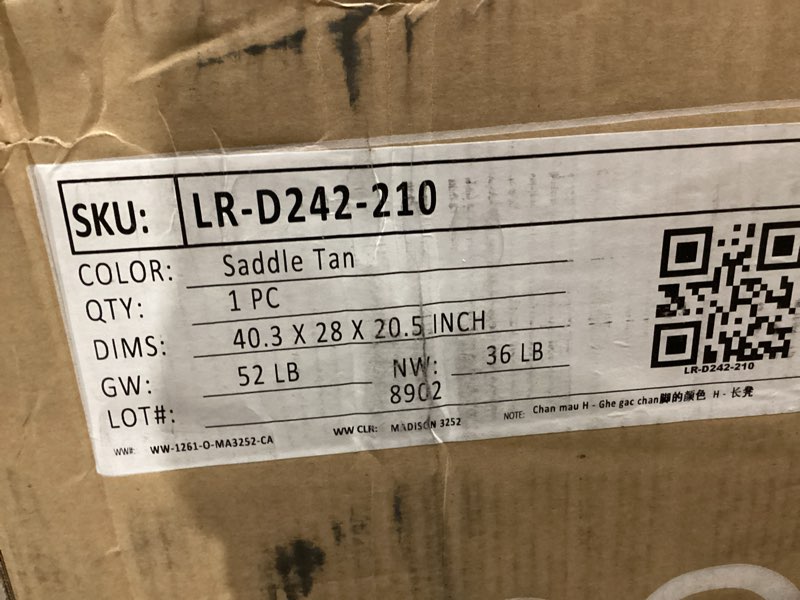 SKU: LR-D242-210
COLOR: Saddle Tan
QTY: 1 PC
DIMS: 40.3 X 28 X 20.5 INCH
GW: 52 LB NW: 36 LB
LOT#: 8902
WW#: WW-1261-O-MA3252-CA WW CLR: MADISON 3252 NOTE: Chan mau H - Ghe gac chan脚的颜色 H - 长凳
LR-D242-210